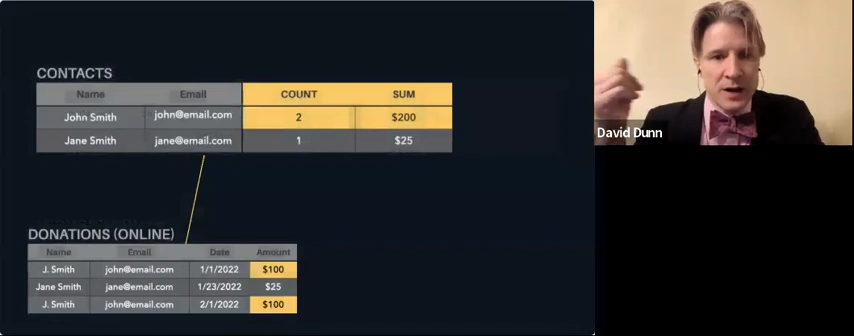 CONTACTS
Name Email COUNT SUM
John Smith john@email.com 2 $200
Jane Smith jane@email.com 1 $25
David Dunn
DONATIONS (ONLINE)
Name Email Date Amount
J. Smith john@email.com 1/1/2022 $100
Jane Smith jane@email.com 1/23/2022 $25
J. Smith john@email.com 2/1/2022 $100